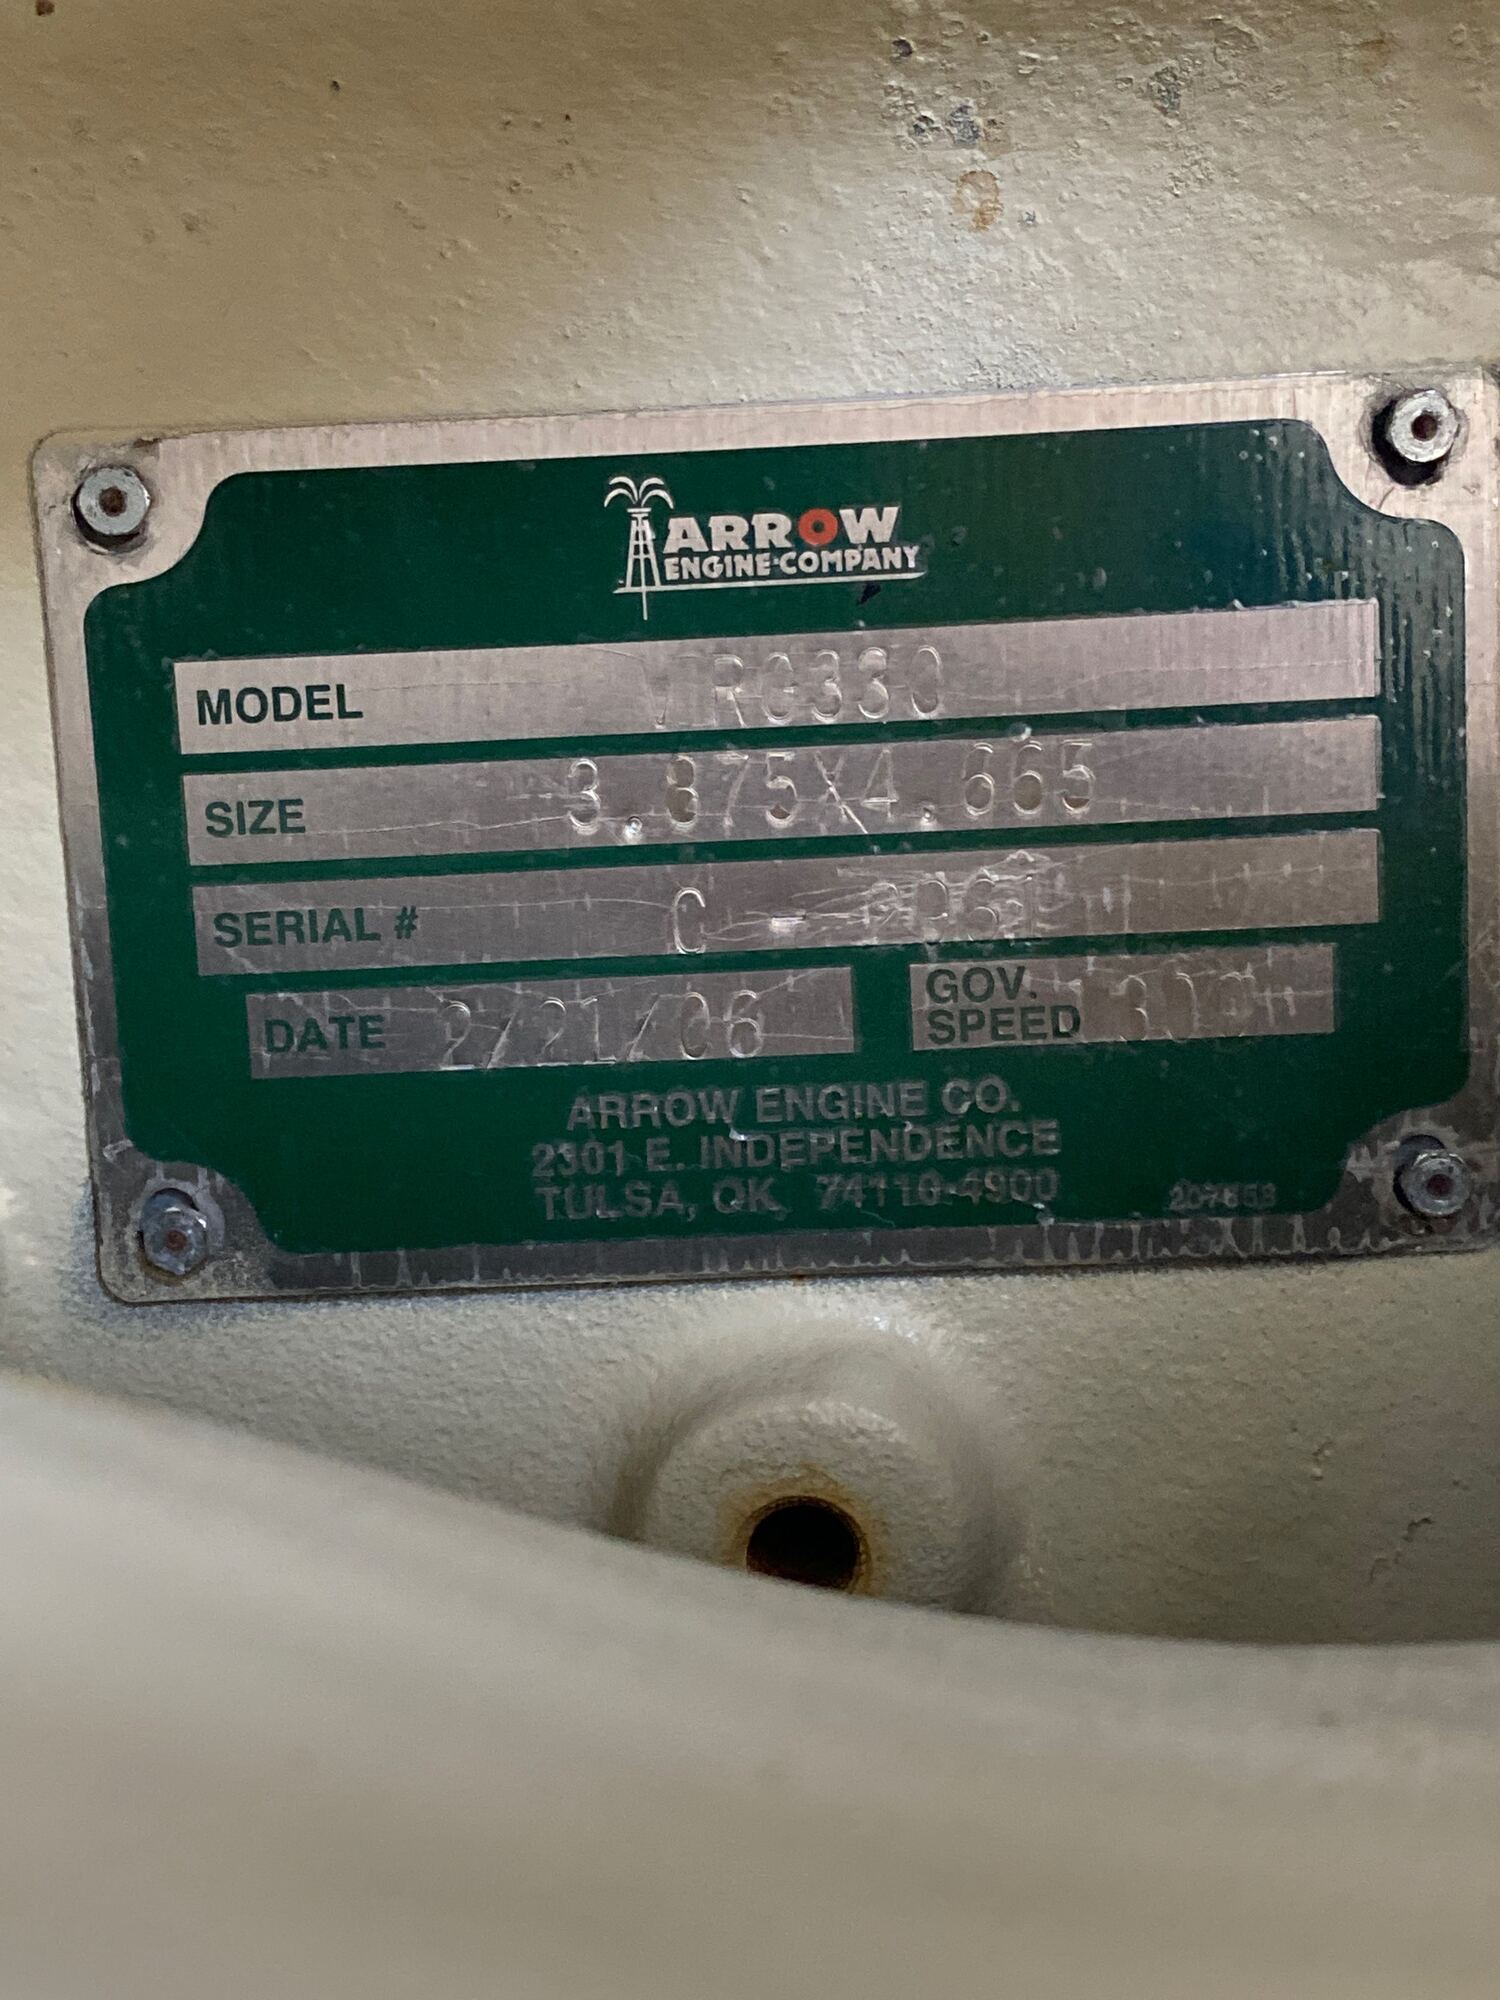 ARROW
ENGINE COMPANY
MODEL VRG330
SIZE 3.875X4.665
SERIAL # C -
DATE 2/21/06
GOV.
SPEED
ARROW ENGINE CO.
2301 E. INDEPENDENCE
TULSA, OK, 74110-4900